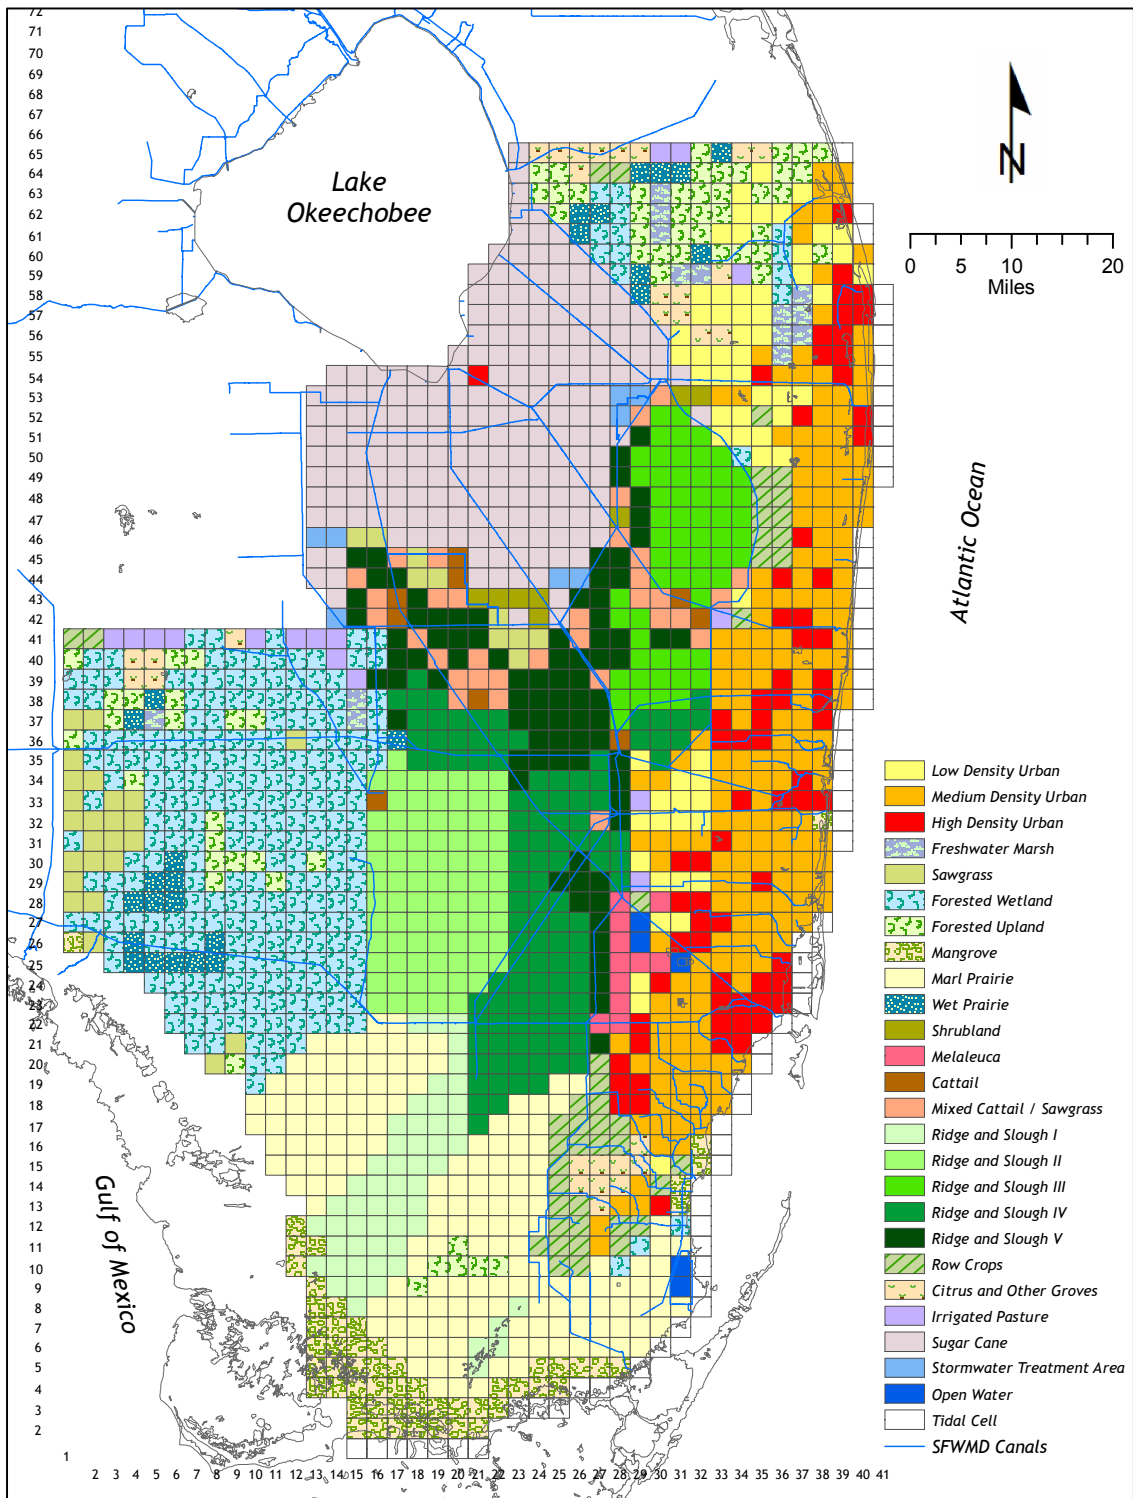 72
71
70
69
68
67
66
65
64
63
62
61
60
59
58
57
56
55
54
53
52
51
50
49
48
47
46
45
44
43
42
41
40
39
38
37
36
35
34
33
32
31
30
29
28
27
26
25
24
23
22
21
20
19
18
17
16
15
14
13
12
11
10
9
8
7
6
5
4
3
2
1
2 3 4 5 6 7 8 9 10 11 12 13 14 15 16 17 18 19 20 21 22 23 24 25 26 27 28 29 30 31 32 33 34 35 36 37 38 39 40 41
Lake
Okeechobee
N
0 5 10 20
Miles
Atlantic Ocean
Gulf of Mexico
Low Density Urban
Medium Density Urban
High Density Urban
Freshwater Marsh
Sawgrass
Forested Wetland
Forested Upland
Mangrove
Marl Prairie
Wet Prairie
Shrubland
Melaleuca
Cattail
Mixed Cattail / Sawgrass
Ridge and Slough I
Ridge and Slough II
Ridge and Slough III
Ridge and Slough IV
Ridge and Slough V
Row Crops
Citrus and Other Groves
Irrigated Pasture
Sugar Cane
Stormwater Treatment Area
Open Water
Tidal Cell
SFWMD Canals